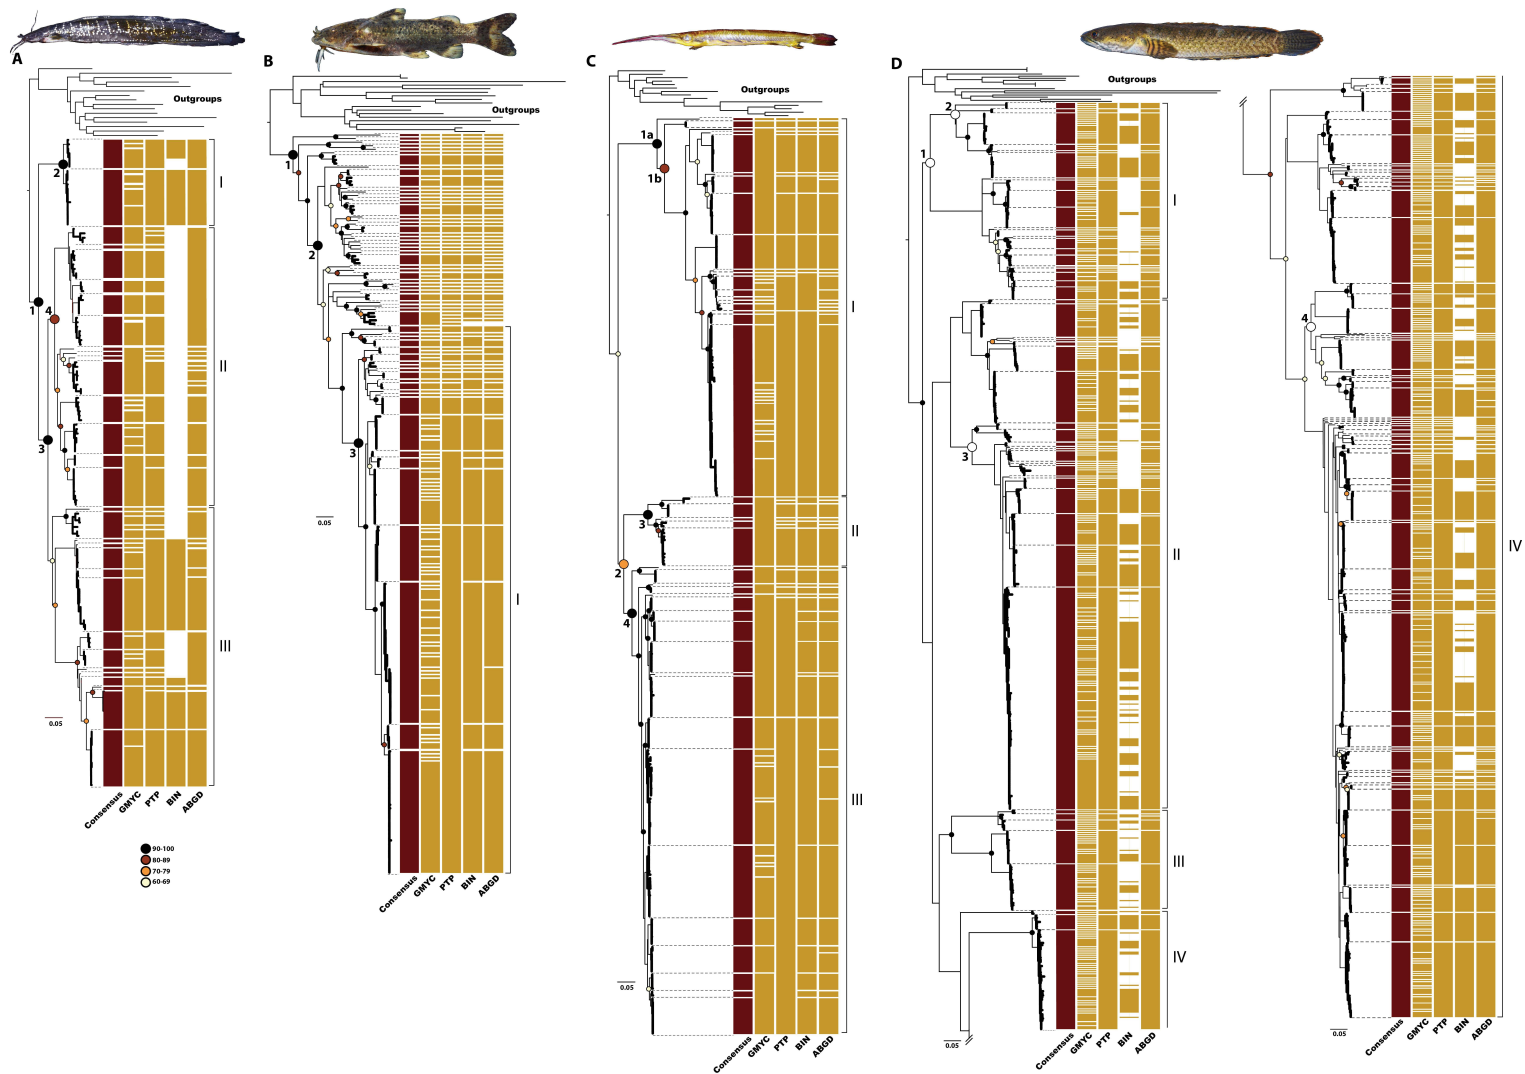 A
Outgroups
2
I
1
4
II
3
III
0.05
Consensus
GMYC
PTP
BIN
ABGD
90-100
80-89
70-79
60-69
B
Outgroups
1
2
3
0.05
I
Consensus
GMYC
PTP
BIN
ABGD
C
Outgroups
1a
1b
I
3
II
2
4
III
0.05
Consensus
GMYC
PTP
BIN
ABGD
D
Outgroups
2
1
I
3
II
III
IV
0.05
Consensus
GMYC
PTP
BIN
ABGD
4
IV
0.05
Consensus
GMYC
PTP
BIN
ABGD